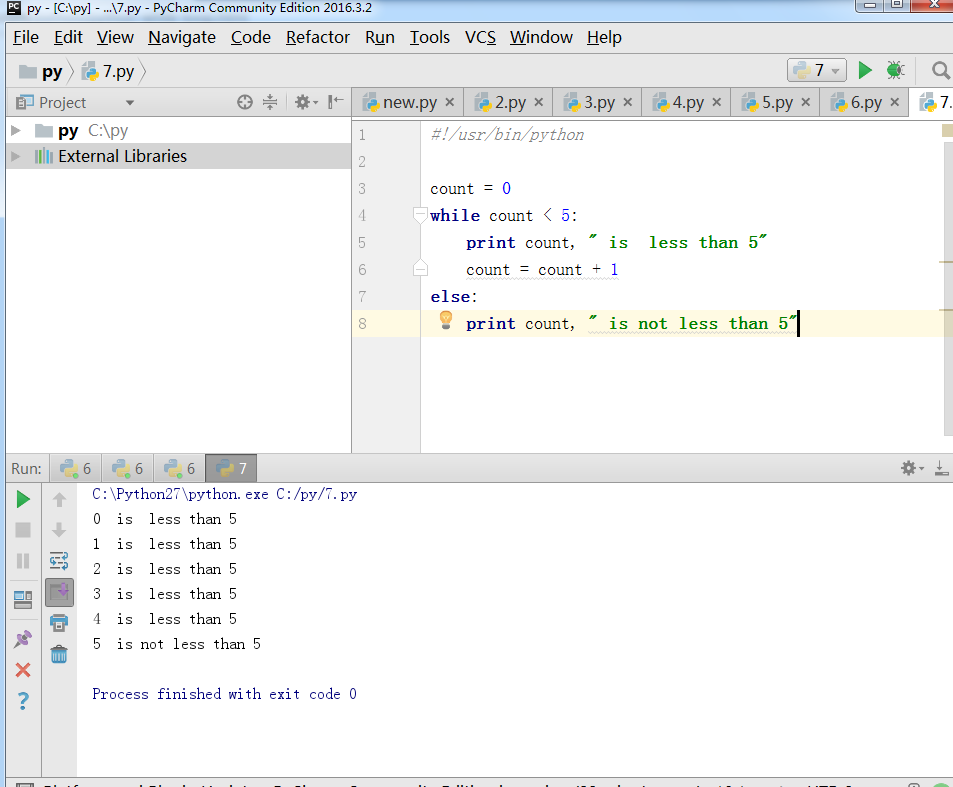 py - [C:\py] - ...\7.py - PyCharm Community Edition 2016.3.2
File Edit View Navigate Code Refactor Run Tools VCS Window Help
py 7.py 7
Project new.py 2.py 3.py 4.py 5.py 6.py 7.
py C:\py
External Libraries
1 #!/usr/bin/python
2
3 count = 0
4 while count < 5:
5 print count, " is  less than 5"
6 count = count + 1
7 else:
8 print count, " is not less than 5"
Run: 6 6 6 7
C:\Python27\python.exe C:/py/7.py
0  is  less than 5
1  is  less than 5
2  is  less than 5
3  is  less than 5
4  is  less than 5
5  is not less than 5
Process finished with exit code 0